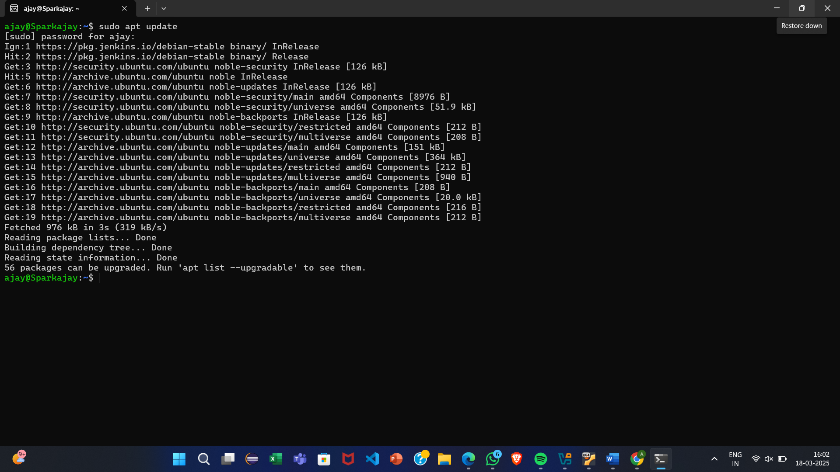 ajay@Sparkajay: ~
Restore down
ajay@Sparkajay:~$ sudo apt update
[sudo] password for ajay:
Ign:1 https://pkg.jenkins.io/debian-stable binary/ InRelease
Hit:2 https://pkg.jenkins.io/debian-stable binary/ Release
Get:3 http://security.ubuntu.com/ubuntu noble-security InRelease [126 kB]
Hit:5 http://archive.ubuntu.com/ubuntu noble InRelease
Get:6 http://archive.ubuntu.com/ubuntu noble-updates InRelease [126 kB]
Get:7 http://security.ubuntu.com/ubuntu noble-security/main amd64 Components [8976 B]
Get:8 http://security.ubuntu.com/ubuntu noble-security/universe amd64 Components [51.9 kB]
Get:9 http://archive.ubuntu.com/ubuntu noble-backports InRelease [126 kB]
Get:10 http://security.ubuntu.com/ubuntu noble-security/restricted amd64 Components [212 B]
Get:11 http://security.ubuntu.com/ubuntu noble-security/multiverse amd64 Components [208 B]
Get:12 http://archive.ubuntu.com/ubuntu noble-updates/main amd64 Components [151 kB]
Get:13 http://archive.ubuntu.com/ubuntu noble-updates/universe amd64 Components [364 kB]
Get:14 http://archive.ubuntu.com/ubuntu noble-updates/restricted amd64 Components [212 B]
Get:15 http://archive.ubuntu.com/ubuntu noble-updates/multiverse amd64 Components [940 B]
Get:16 http://archive.ubuntu.com/ubuntu noble-backports/main amd64 Components [208 B]
Get:17 http://archive.ubuntu.com/ubuntu noble-backports/universe amd64 Components [20.0 kB]
Get:18 http://archive.ubuntu.com/ubuntu noble-backports/restricted amd64 Components [216 B]
Get:19 http://archive.ubuntu.com/ubuntu noble-backports/multiverse amd64 Components [212 B]
Fetched 976 kB in 3s (319 kB/s)
Reading package lists... Done
Building dependency tree... Done
Reading state information... Done
56 packages can be upgraded. Run 'apt list --upgradable' to see them.
ajay@Sparkajay:~$
ENG
IN
16:02
18-03-2025